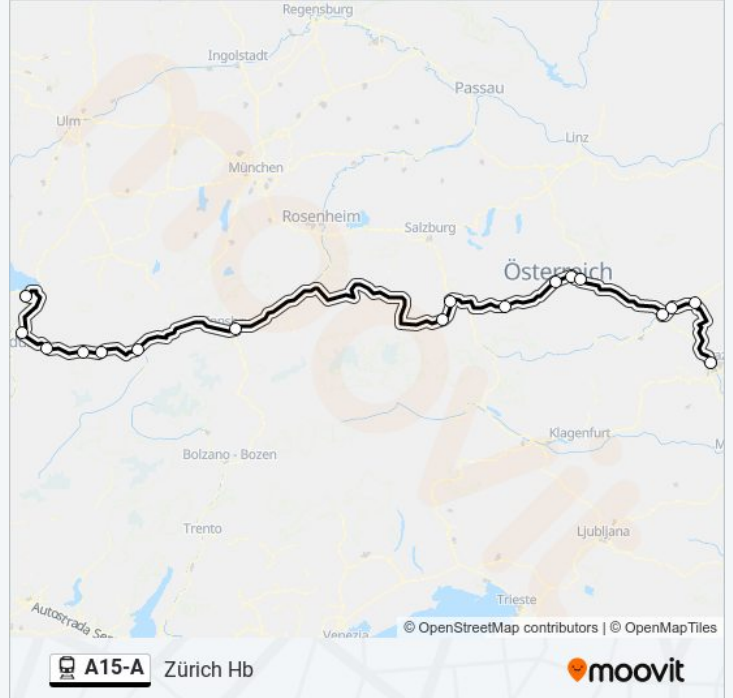 Regensburg
Ingolstadt
Passau
Ulm
Linz
München
Rosenheim
Salzburg
Österreich
Klagenfurt
Bolzano - Bozen
Trento
Ljubljana
Trieste
Autostrada Se
Venezia
© OpenStreetMap contributors | © OpenMapTiles
A15-A Zürich Hb
moovit